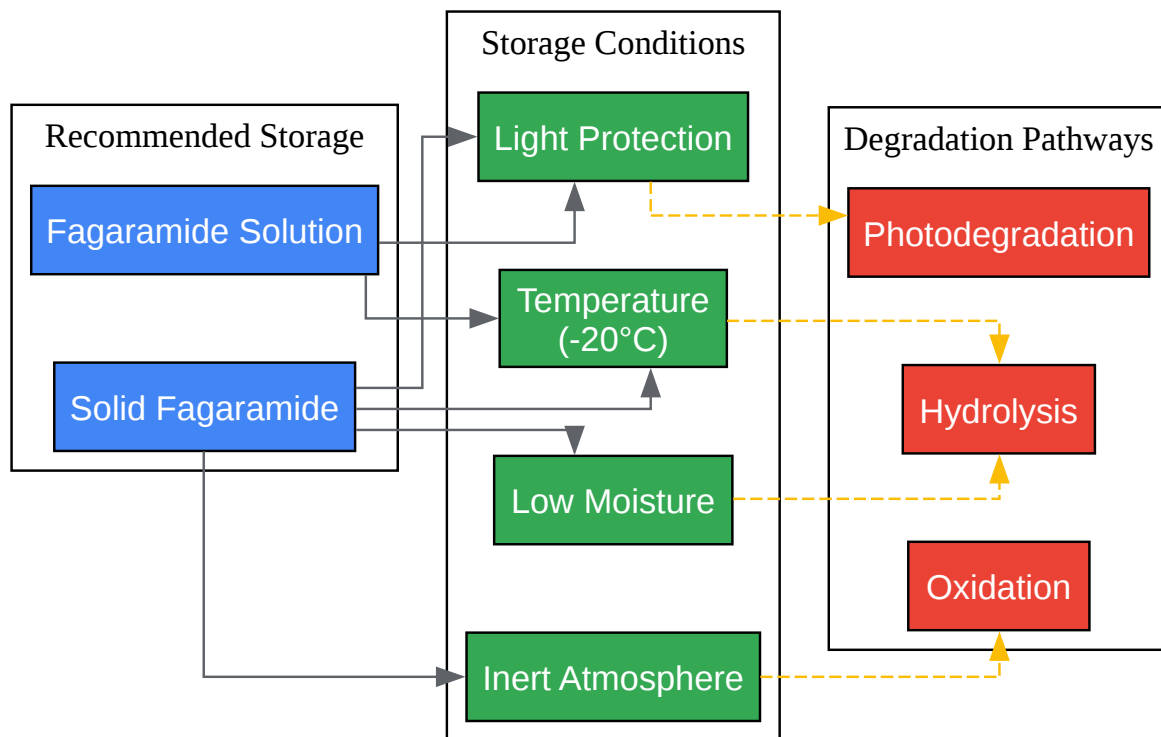 Recommended Storage
Fagaramide Solution
Solid Fagaramide
Storage Conditions
Light Protection
Temperature
(-20°C)
Low Moisture
Inert Atmosphere
Degradation Pathways
Photodegradation
Hydrolysis
Oxidation